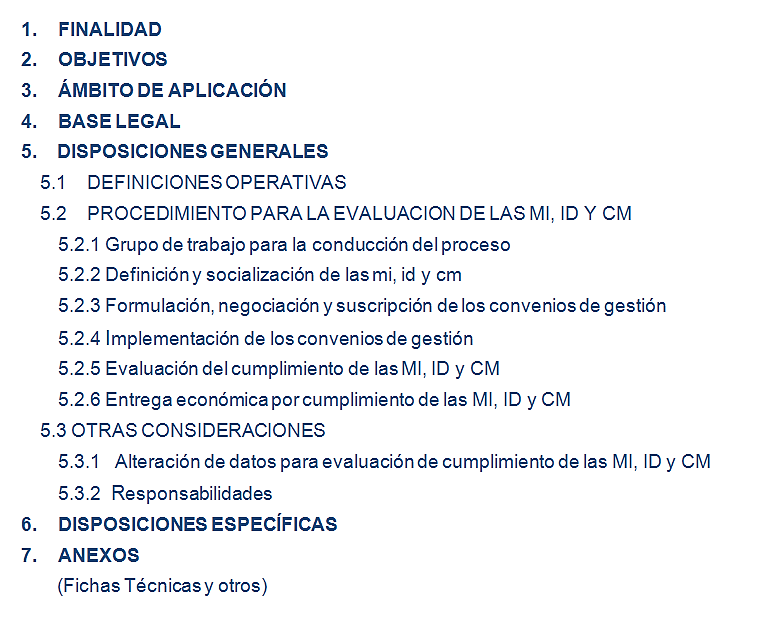 1. FINALIDAD
2. OBJETIVOS
3. ÁMBITO DE APLICACIÓN
4. BASE LEGAL
5. DISPOSICIONES GENERALES
5.1 DEFINICIONES OPERATIVAS
5.2 PROCEDIMIENTO PARA LA EVALUACION DE LAS MI, ID Y CM
5.2.1 Grupo de trabajo para la conducción del proceso
5.2.2 Definición y socialización de las mi, id y cm
5.2.3 Formulación, negociación y suscripción de los convenios de gestión
5.2.4 Implementación de los convenios de gestión
5.2.5 Evaluación del cumplimiento de las MI, ID y CM
5.2.6 Entrega económica por cumplimiento de las MI, ID y CM
5.3 OTRAS CONSIDERACIONES
5.3.1 Alteración de datos para evaluación de cumplimiento de las MI, ID y CM
5.3.2 Responsabilidades
6. DISPOSICIONES ESPECÍFICAS
7. ANEXOS
(Fichas Técnicas y otros)